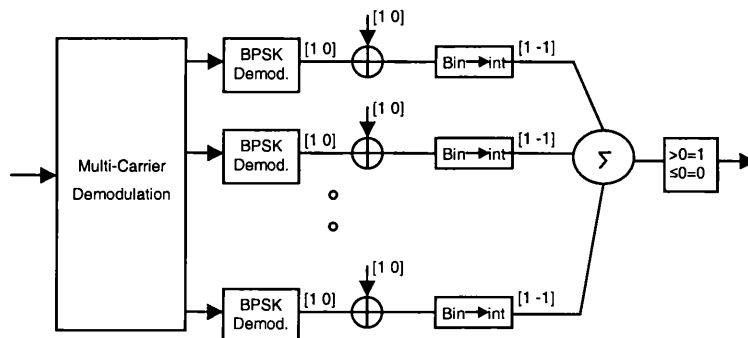 [1 0]
BPSK
Demod.
[1 0]
Bin int
[1 -1]
[1 0]
Multi-Carrier
Demodulation
BPSK
Demod.
[1 0]
Bin int
[1 -1]
Σ
>0=1
≤0=0
[1 0]
BPSK
Demod.
[1 0]
Bin int
[1 -1]